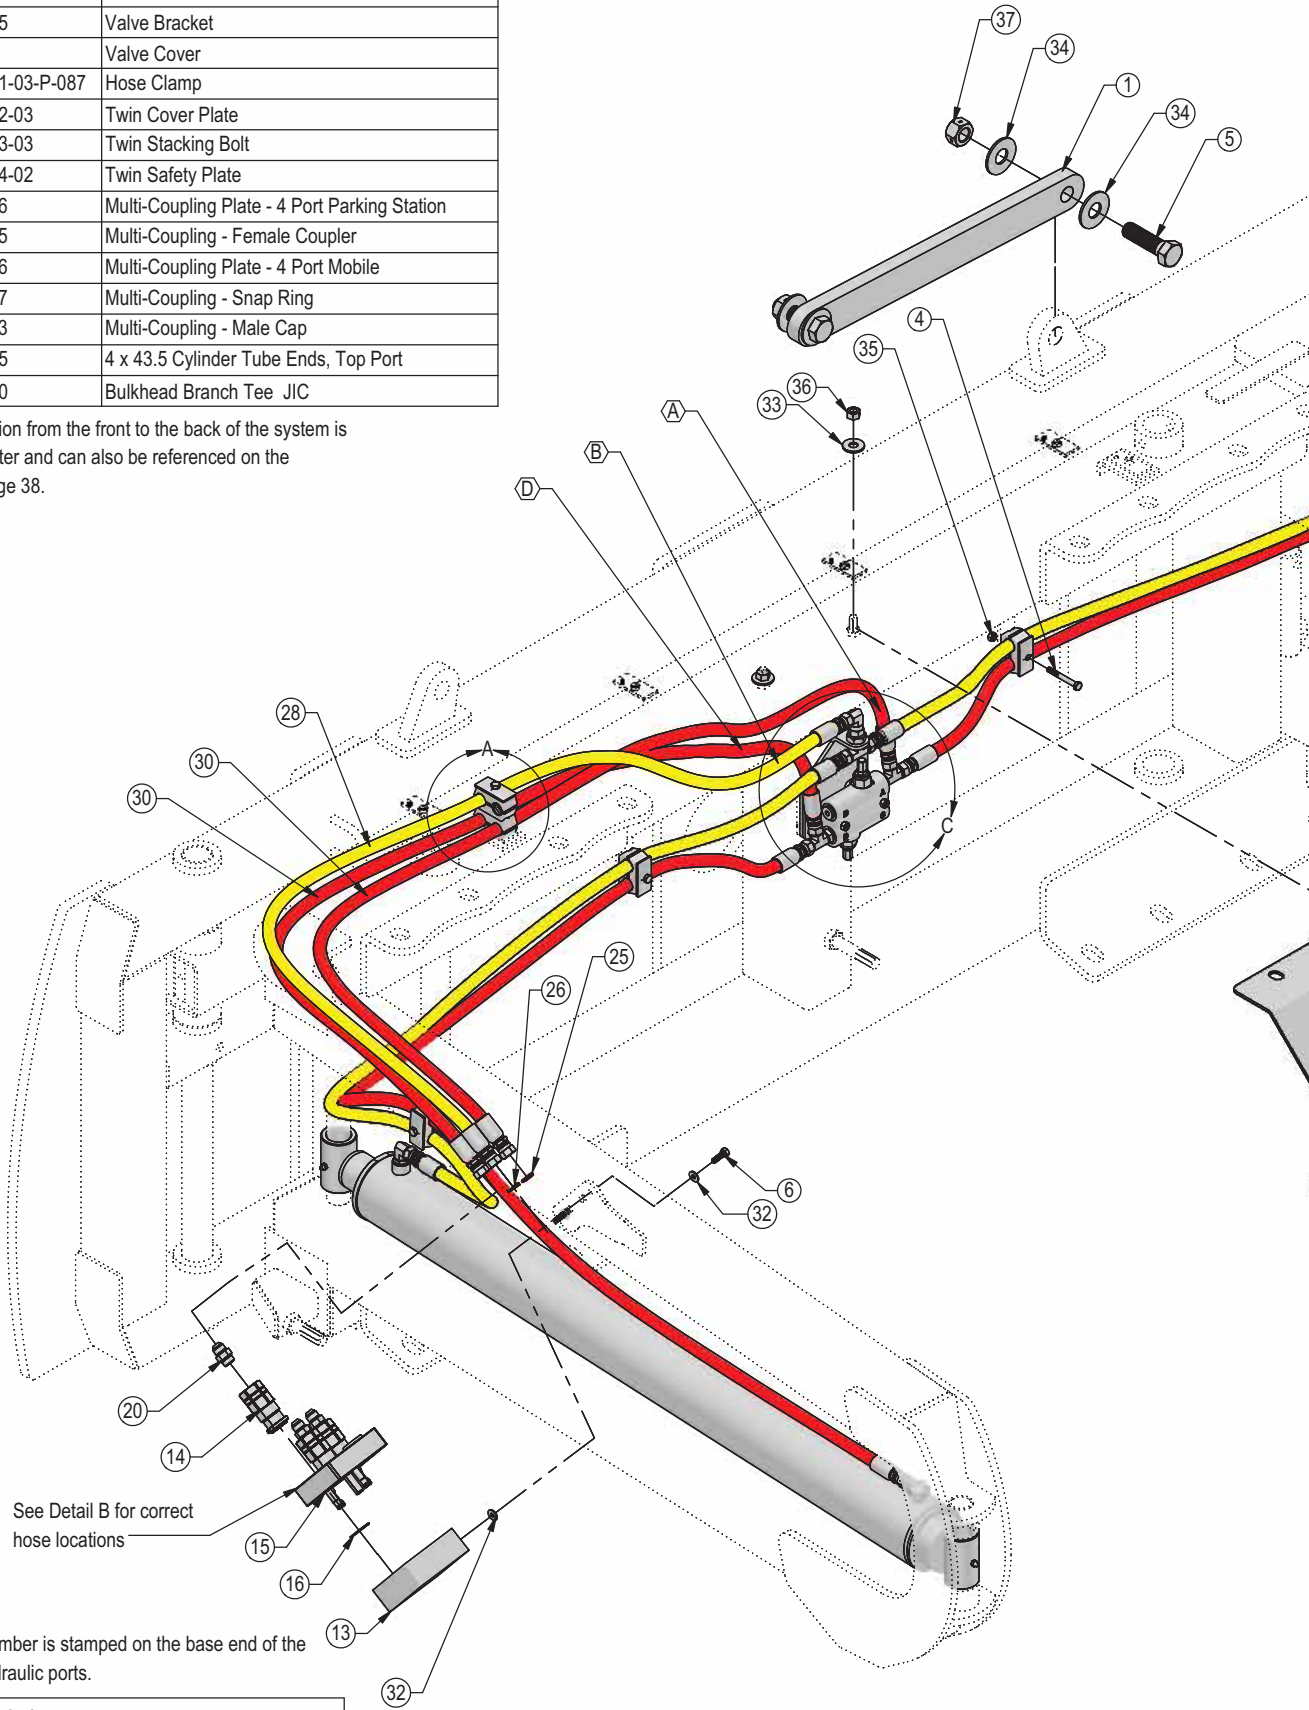 5 Valve Bracket
Valve Cover
1-03-P-087 Hose Clamp
2-03 Twin Cover Plate
3-03 Twin Stacking Bolt
4-02 Twin Safety Plate
6 Multi-Coupling Plate - 4 Port Parking Station
5 Multi-Coupling - Female Coupler
6 Multi-Coupling Plate - 4 Port Mobile
7 Multi-Coupling - Snap Ring
3 Multi-Coupling - Male Cap
5 4 x 43.5 Cylinder Tube Ends, Top Port
0 Bulkhead Branch Tee JIC
ion from the front to the back of the system is
ter and can also be referenced on the
ge 38.
37
34
1
34
5
4
35
36
33
A
B
D
28
A
30
30
C
25
26
6
32
20
14
See Detail B for correct
hose locations
15
16
13
32
mber is stamped on the base end of the
draulic ports.